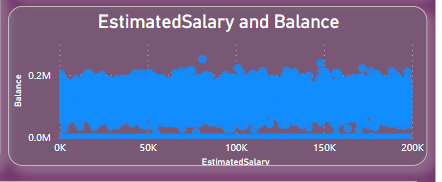 EstimatedSalary and Balance
0.2M
Balance
0.0M
0K 50K 100K 150K 200K
EstimatedSalary